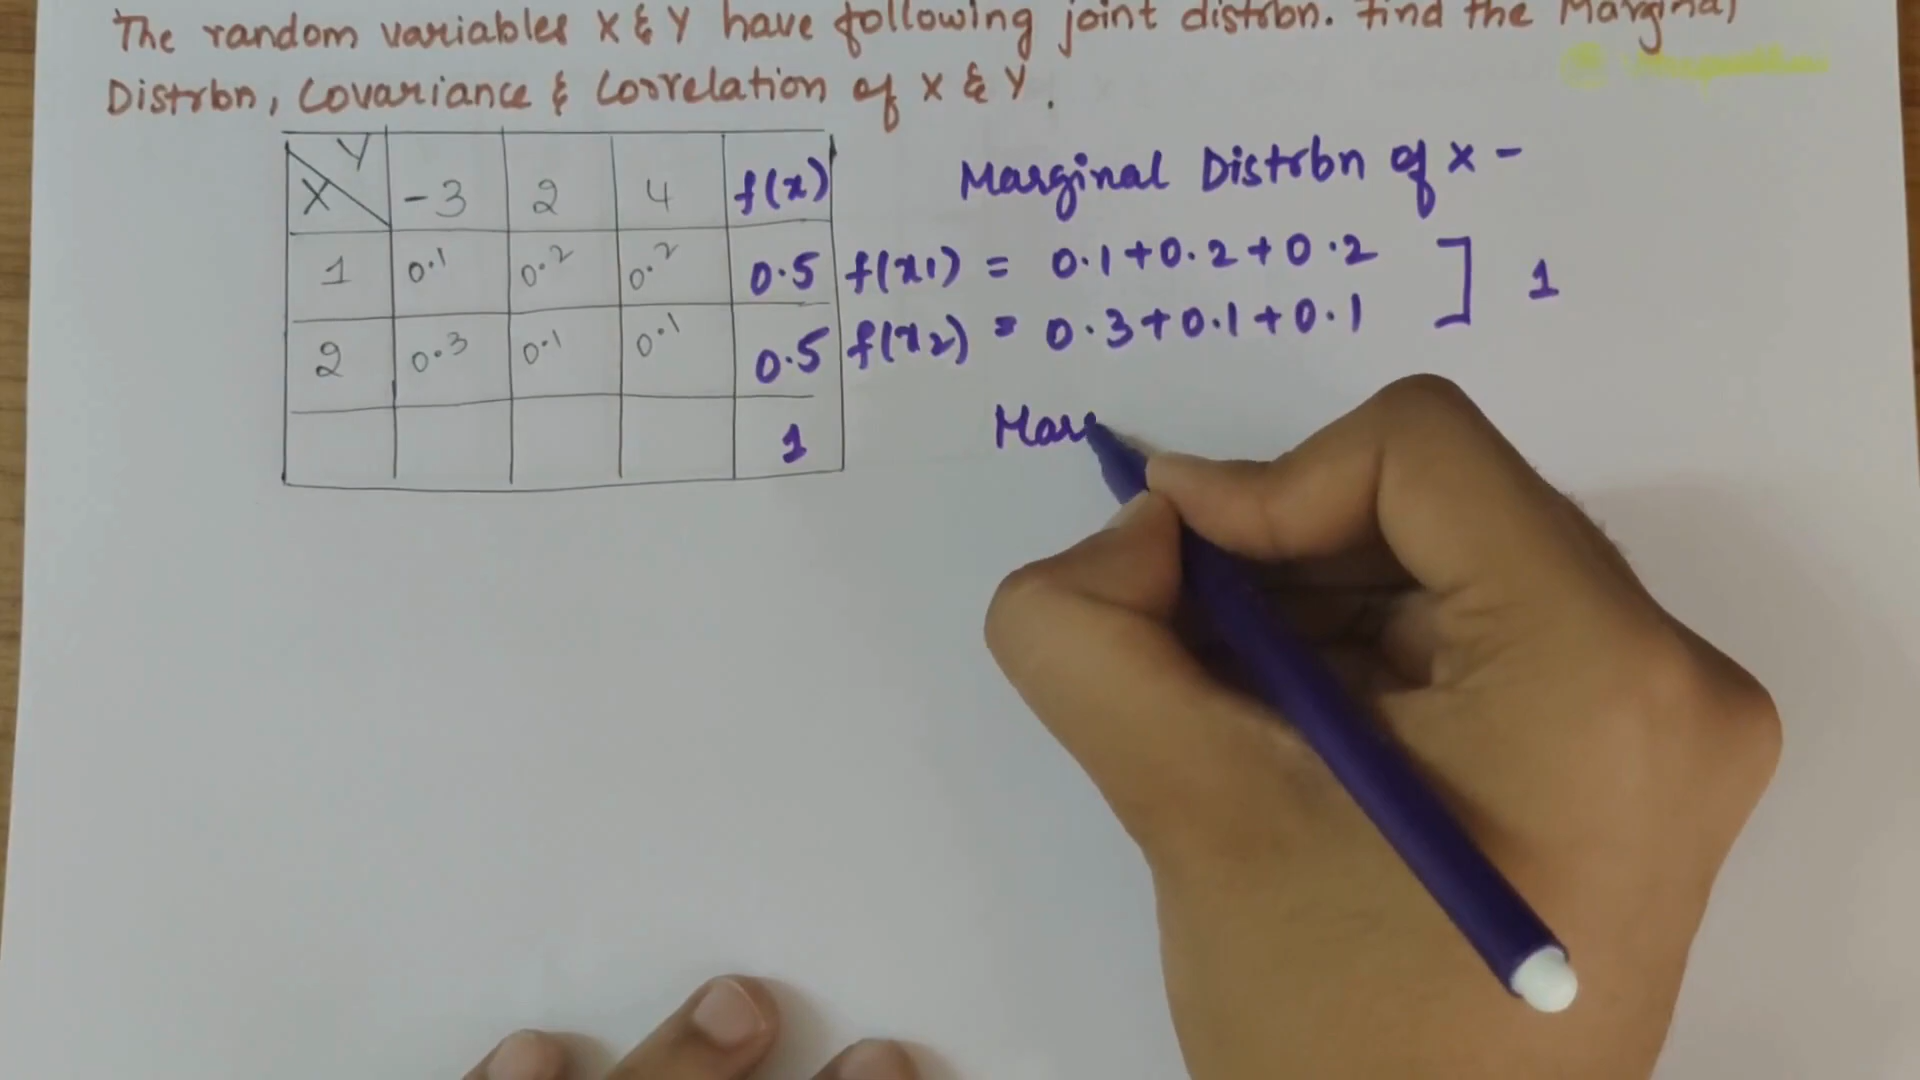 The random variables X & Y have following joint distrbn. Find the Marginal
Distrbn, Covariance & Correlation of X & Y.
X Y -3 2 4 f(x)
1 0.1 0.2 0.2 0.5
2 0.3 0.1 0.1 0.5
1
Marginal Distrbn of x -
f(x1) = 0.1+0.2+0.2 ] 1
f(x2) = 0.3+0.1+0.1
Mar